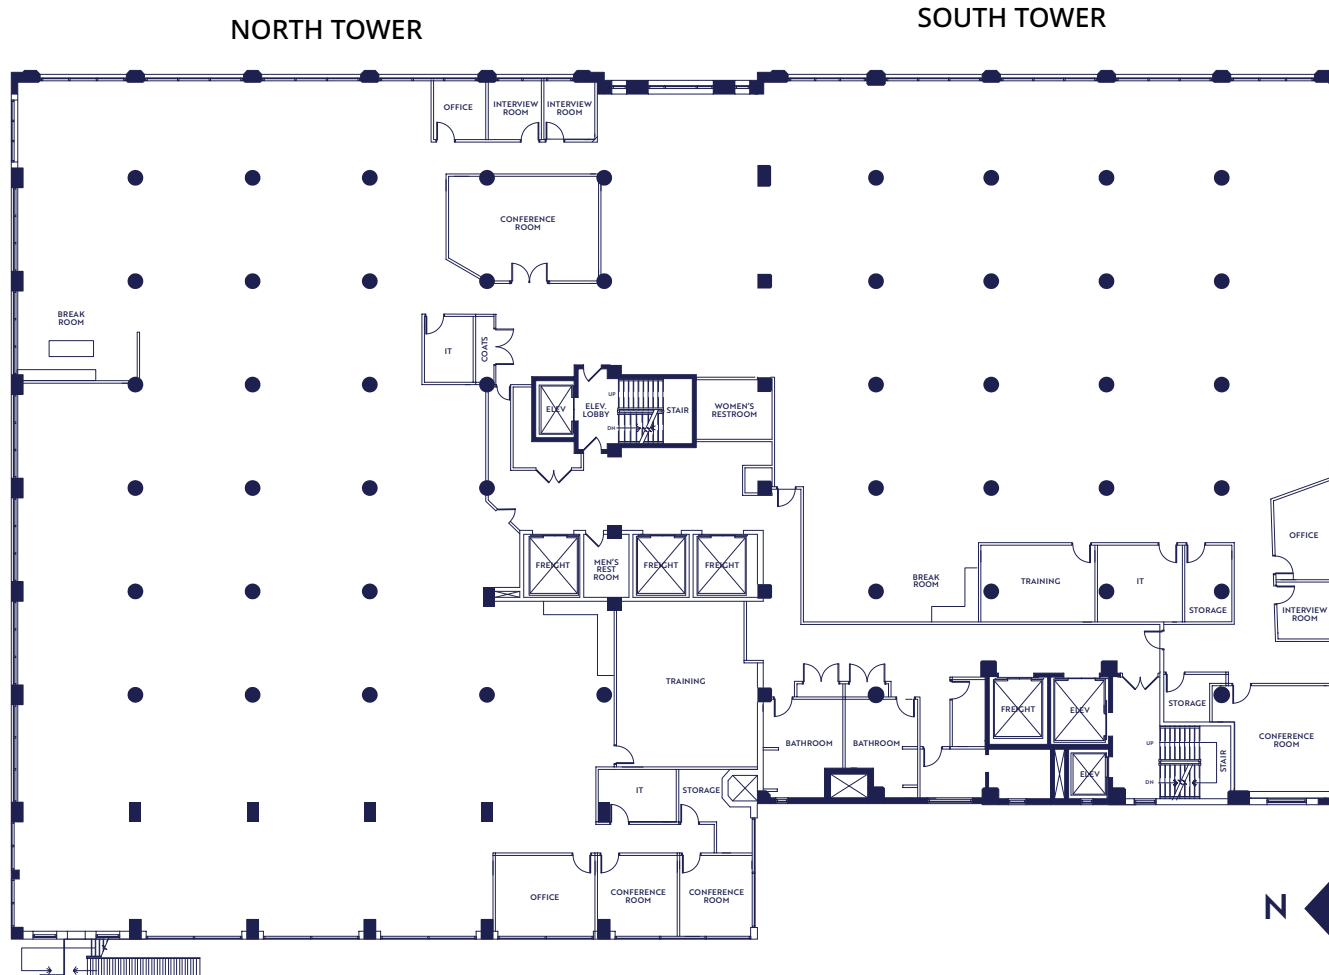 NORTH TOWER
SOUTH TOWER
OFFICE
INTERVIEW
ROOM
INTERVIEW
ROOM
CONFERENCE
ROOM
BREAK
ROOM
IT
COATS
ELEV
ELEV.
LOBBY
UP
DN
STAIR
WOMEN'S
RESTROOM
FREIGHT
MEN'S
REST
ROOM
FREIGHT
FREIGHT
BREAK
ROOM
TRAINING
IT
STORAGE
OFFICE
INTERVIEW
ROOM
TRAINING
BATHROOM
BATHROOM
FREIGHT
ELEV
ELEV
UP
DN
STAIR
STORAGE
CONFERENCE
ROOM
IT
STORAGE
OFFICE
CONFERENCE
ROOM
CONFERENCE
ROOM
N